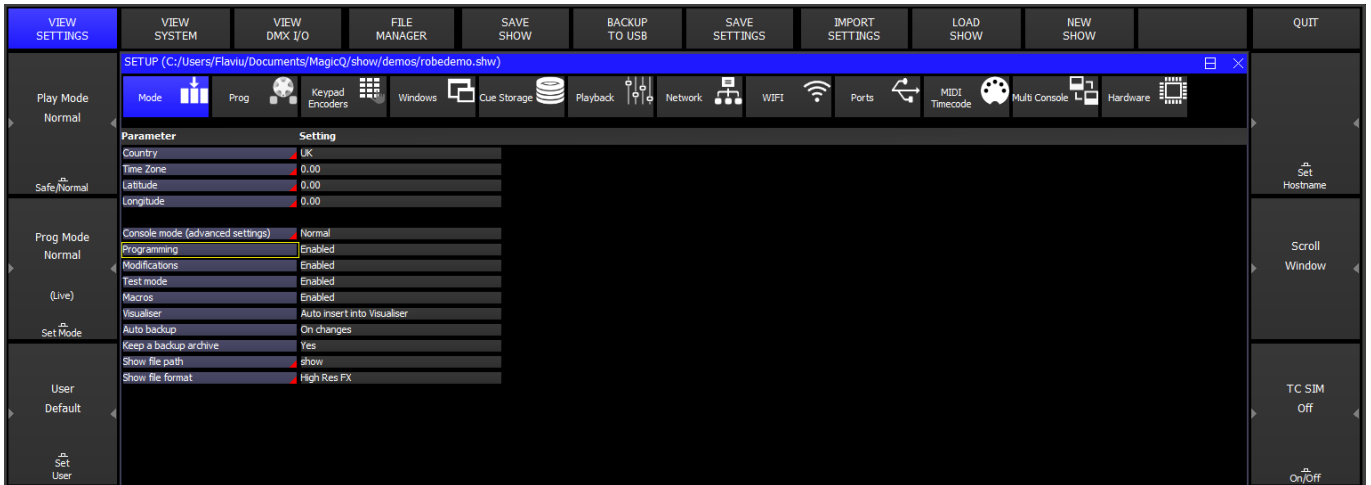 VIEW SETTINGS
VIEW SYSTEM
VIEW DMX I/O
FILE MANAGER
SAVE SHOW
BACKUP TO USB
SAVE SETTINGS
IMPORT SETTINGS
LOAD SHOW
NEW SHOW
QUIT
SETUP (C:/Users/Flaviu/Documents/MagicQ/show/demos/robedemo.shw)
Mode
Prog
Keypad Encoders
Windows
Cue Storage
Playback
Network
WIFI
Ports
MIDI Timecode
Multi Console
Hardware
Play Mode
Normal
Safe/Normal
Prog Mode
Normal
(Live)
Set Mode
User
Default
Set
User
Parameter Setting
Country UK
Time Zone 0.00
Latitude 0.00
Longitude 0.00
Console mode (advanced settings) Normal
Programming Enabled
Modifications Enabled
Test mode Enabled
Macros Enabled
Visualiser Auto insert into Visualiser
Auto backup On changes
Keep a backup archive Yes
Show file path show
Show file format High Res FX
Set
Hostname
Scroll
Window
TC SIM
Off
On/Off